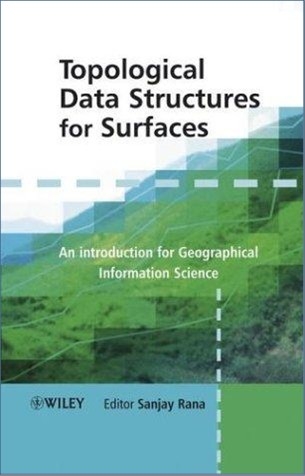 Topological
Data Structures
for Surfaces
An introduction for Geographical
Information Science
WILEY
Editor Sanjay Rana